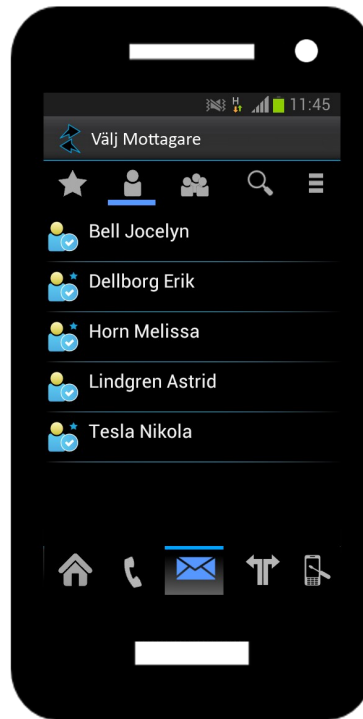 H
11:45
Välj Mottagare
Bell Jocelyn
Dellborg Erik
Horn Melissa
Lindgren Astrid
Tesla Nikola